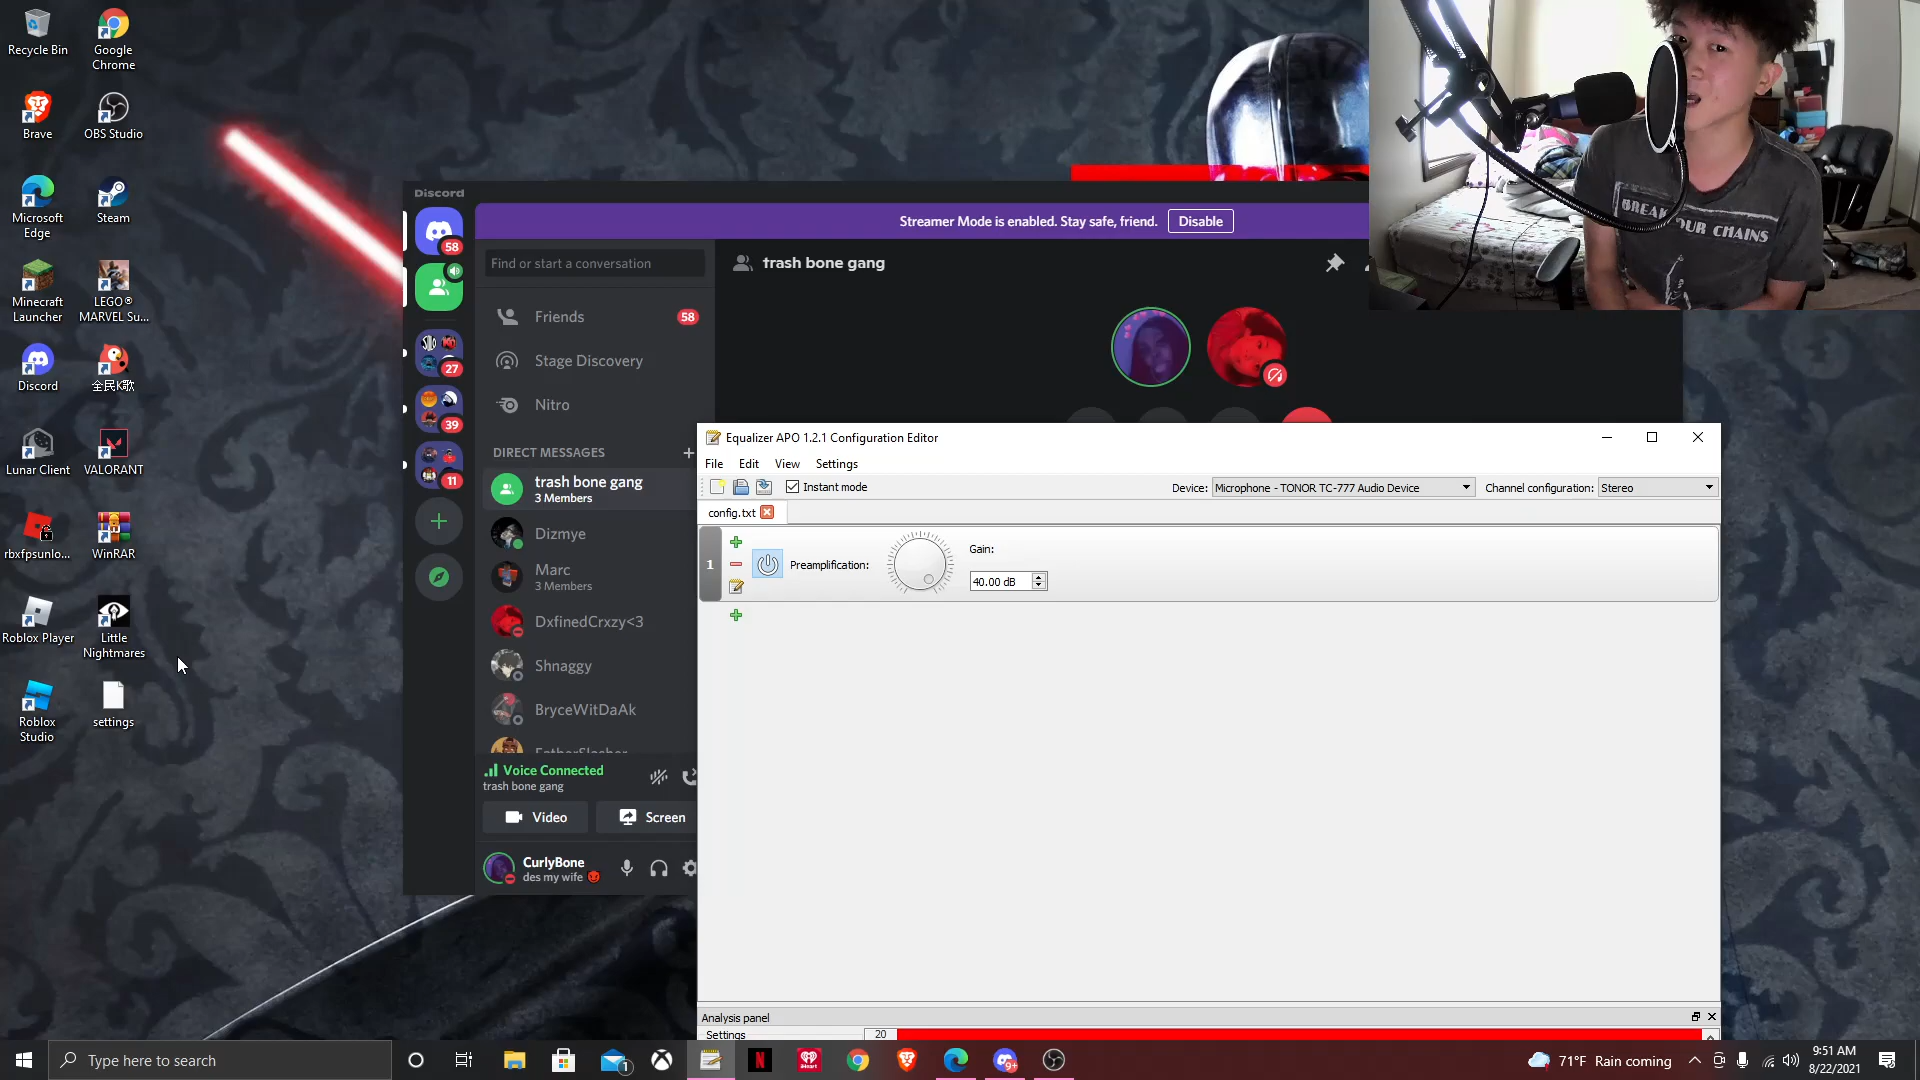 Recycle Bin
Google
Chrome
Brave
OBS Studio
Microsoft
Edge
Steam
Minecraft
Launcher
LEGO®
MARVEL Su...
Discord
全民K歌
Lunar Client
VALORANT
rbxfpsunlo...
WinRAR
Roblox Player
Little
Nightmares
Roblox
Studio
settings
Discord
Streamer Mode is enabled. Stay safe, friend.
Disable
58
27
39
11
Find or start a conversation
Friends
58
Stage Discovery
Nitro
DIRECT MESSAGES
trash bone gang
3 Members
Dizmye
Marc
3 Members
DxfinedCrxzy<3
Shnaggy
BryceWitDaAk
Voice Connected
trash bone gang
Video
Screen
CurlyBone
des my wife
trash bone gang
BREAK YOUR CHAINS
Equalizer APO 1.2.1 Configuration Editor
File Edit View Settings
Instant mode
Device: Microphone - TONOR TC-777 Audio Device
Channel configuration: Stereo
config.txt
1
Preamplification:
Gain:
40.00 dB
Analysis panel
Settings
20
Type here to search
1
9+
71°F Rain coming
9:51 AM
8/22/2021